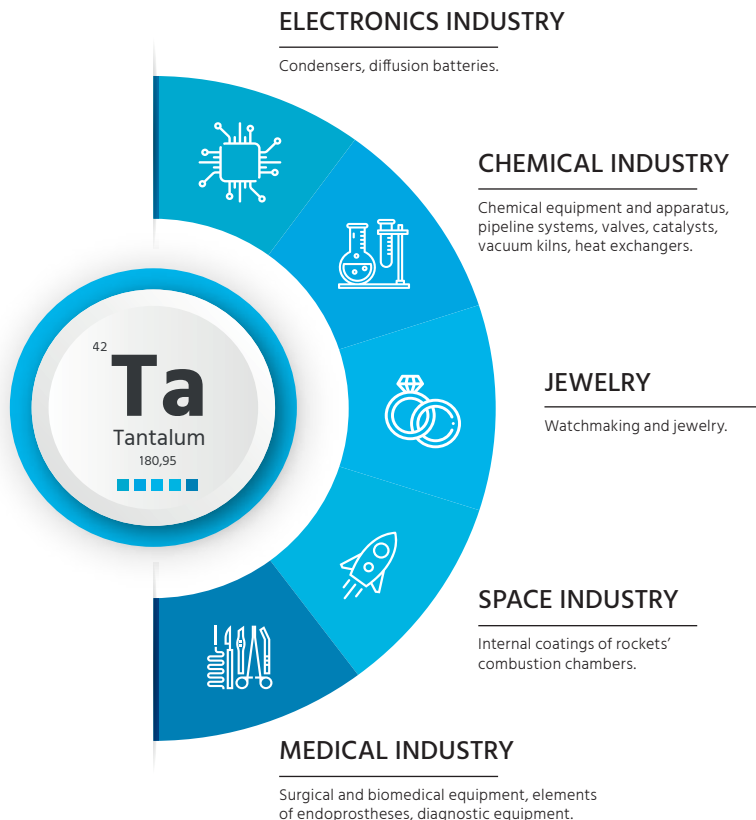 ELECTRONICS INDUSTRY
Condensers, diffusion batteries.
CHEMICAL INDUSTRY
Chemical equipment and apparatus,
pipeline systems, valves, catalysts,
vacuum kilns, heat exchangers.
42
Ta
Tantalum
180,95
JEWELRY
Watchmaking and jewelry.
SPACE INDUSTRY
Internal coatings of rockets’
combustion chambers.
MEDICAL INDUSTRY
Surgical and biomedical equipment, elements
of endoprostheses, diagnostic equipment.